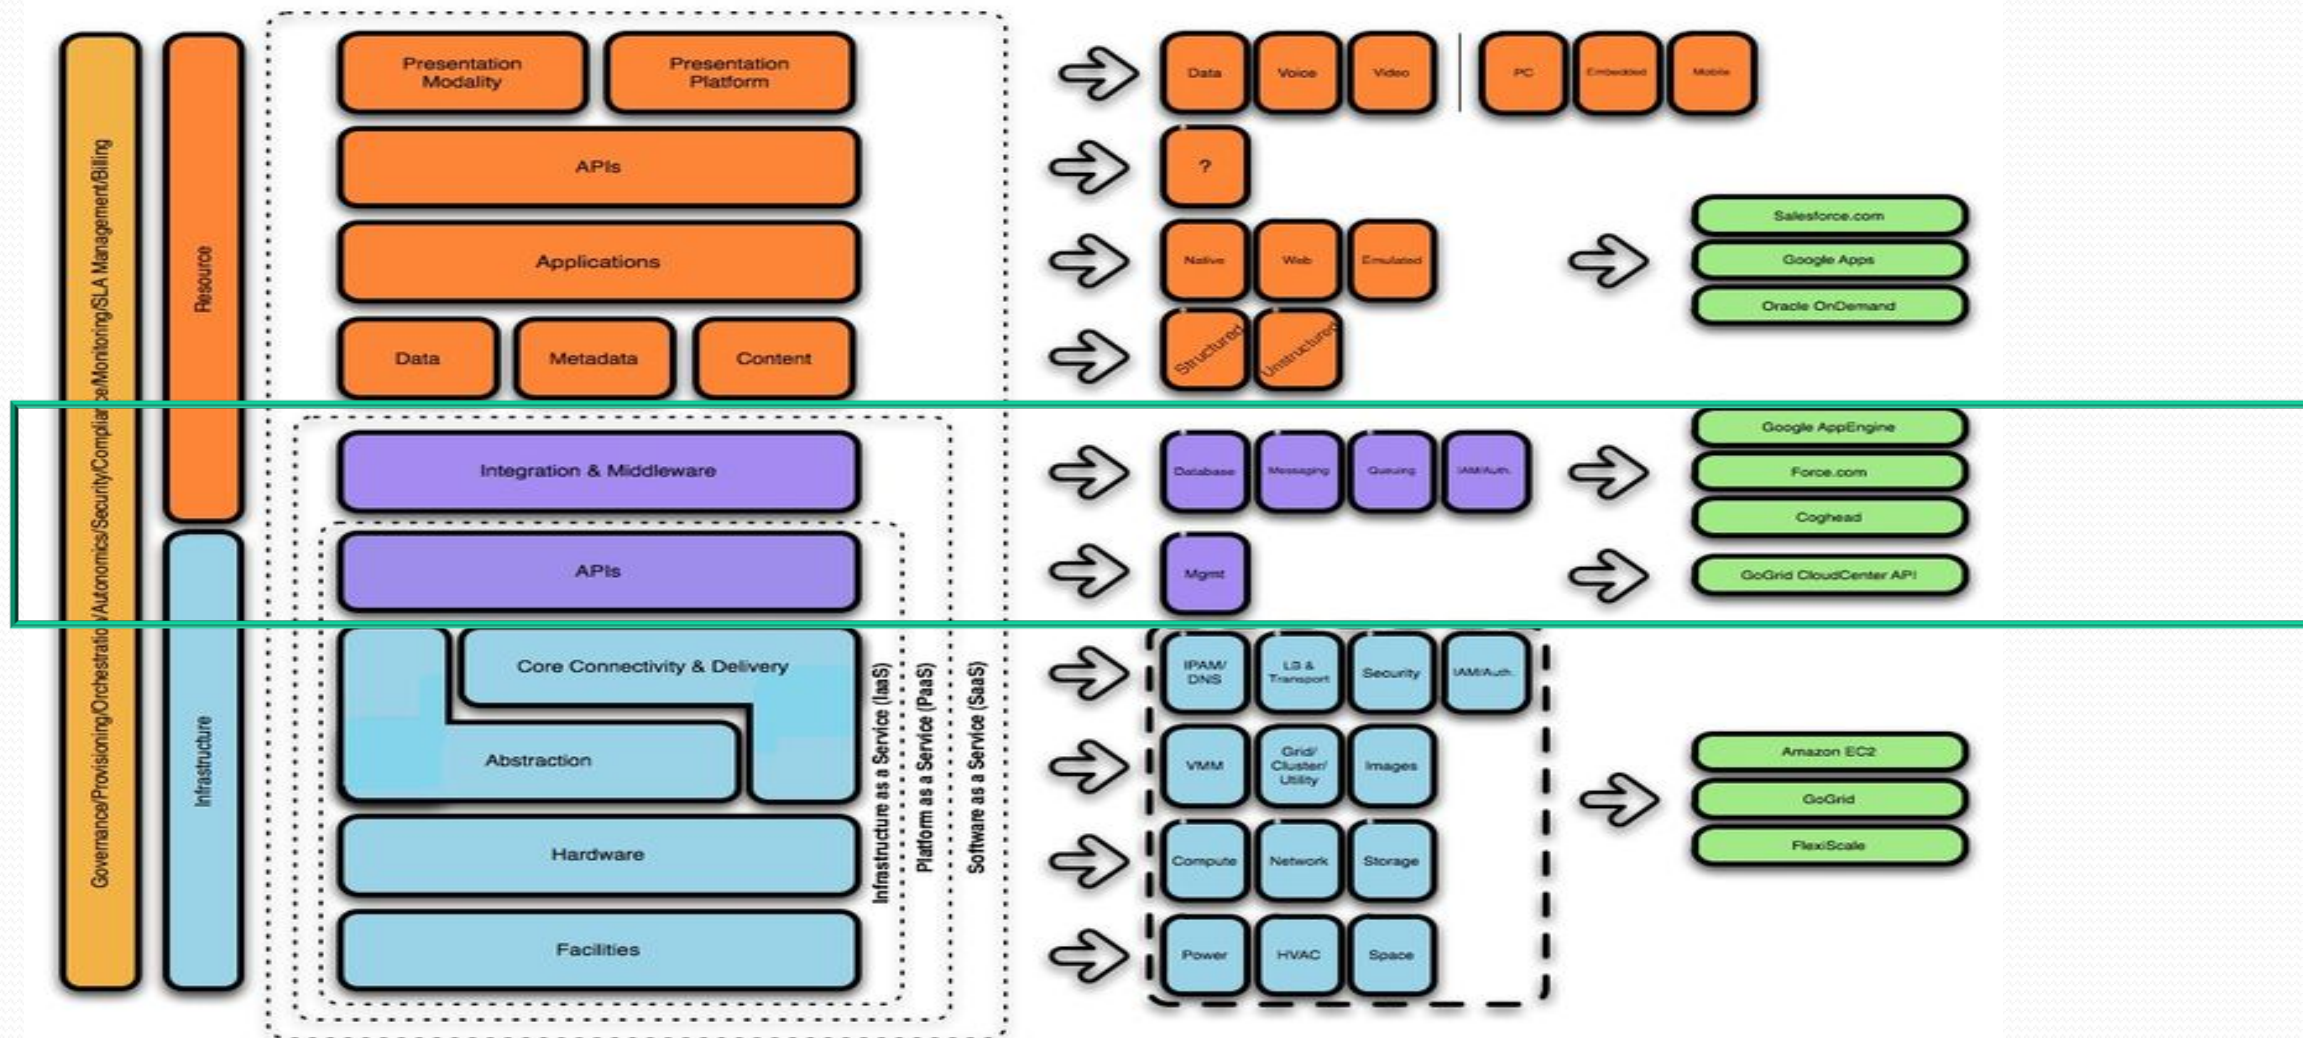 Governance/Provisioning/Orchestration/Autonomics/Security/Compliance/Monitoring/SLA Management/Billing
Resource
Infrastructure
Presentation
Modality
Presentation
Platform
Data
Voice
Video
PC
Embedded
Mobile
APIs
?
Applications
Native
Web
Emulated
Salesforce.com
Google Apps
Oracle OnDemand
Data
Metadata
Content
Structured
Unstructured
Integration & Middleware
Database
Messaging
Queuing
IAM/Auth.
Google AppEngine
Force.com
Coghead
APIs
Mgmt
GoGrid CloudCenter API
Core Connectivity & Delivery
Abstraction
Hardware
Facilities
Infrastructure as a Service (IaaS)
Platform as a Service (PaaS)
Software as a Service (SaaS)
IPAM/
DNS
LB &
Transport
Security
IAM/Auth.
VMM
Grid/
Cluster/
Utility
Images
Compute
Network
Storage
Power
HVAC
Space
Amazon EC2
GoGrid
FlexiScale